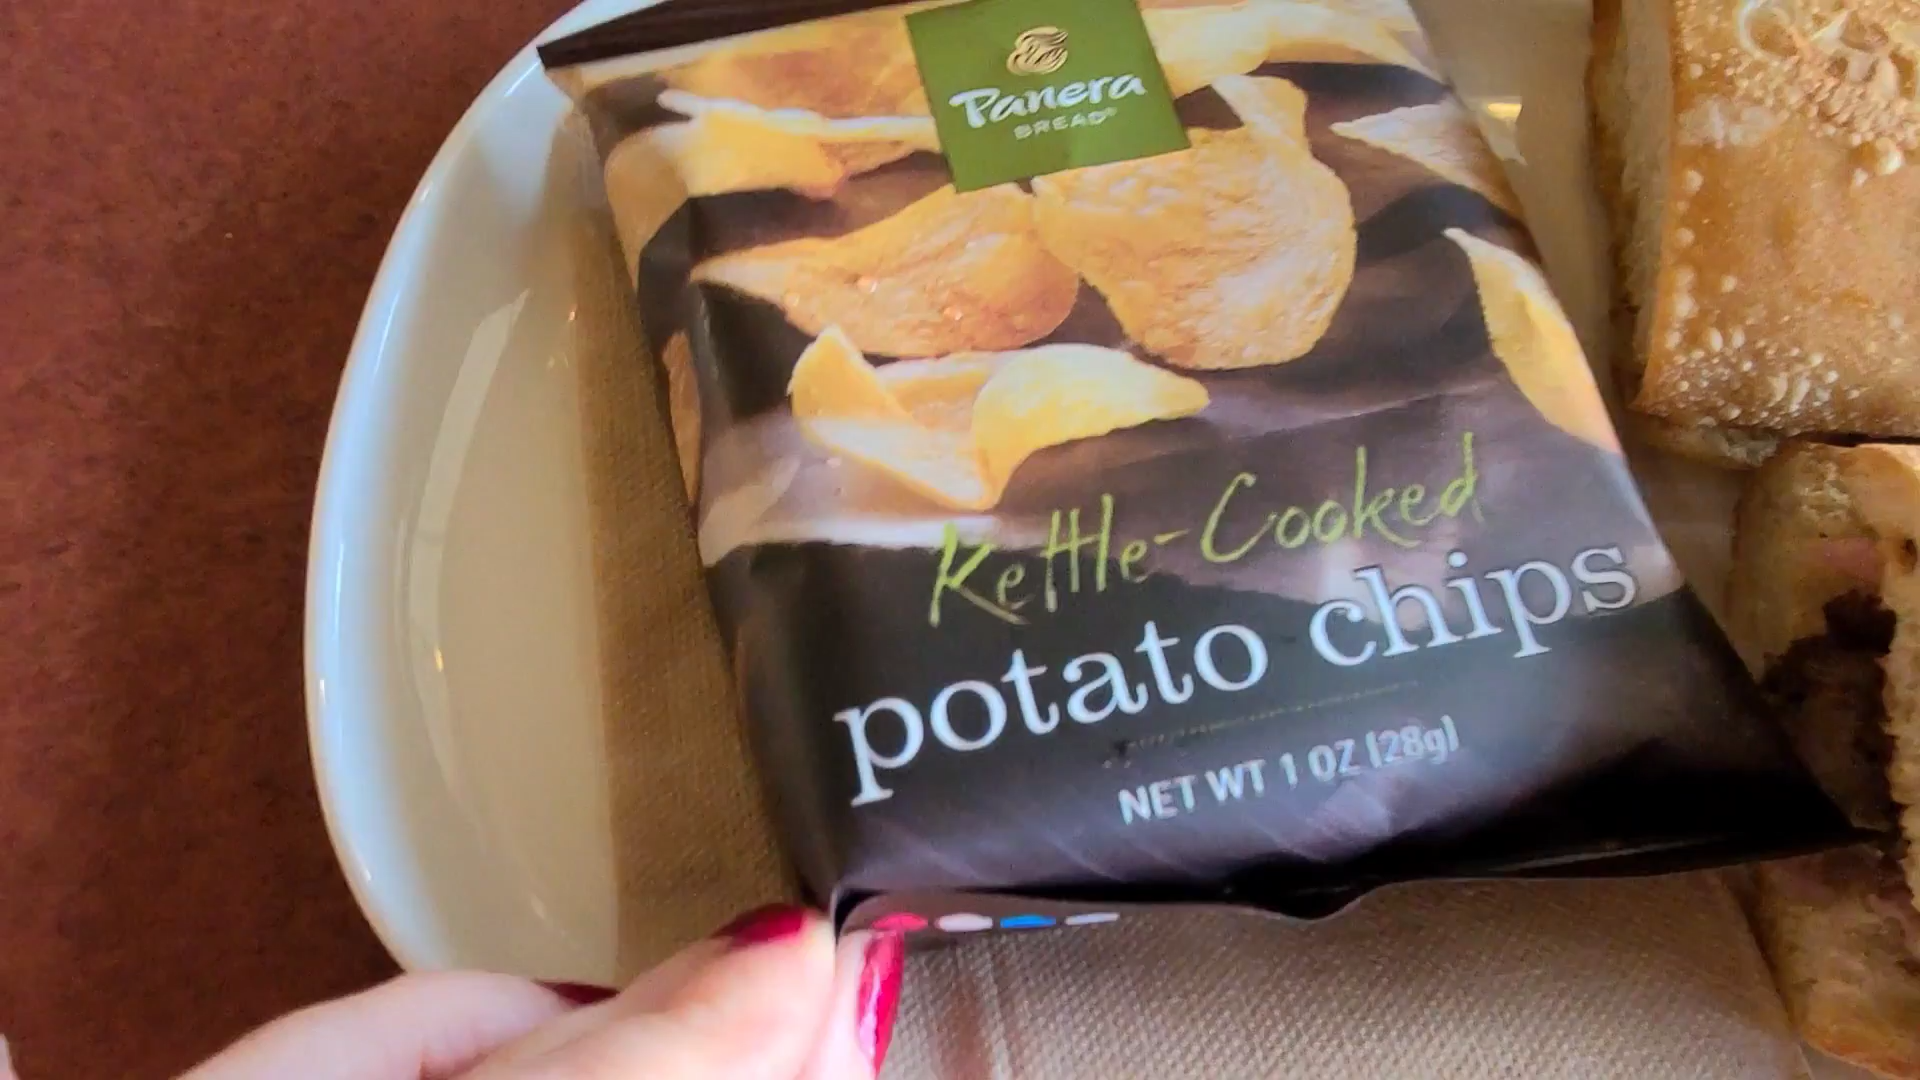 Panera
BREAD®
Kettle-Cooked
potato chips
NET WT 1 OZ (28g)